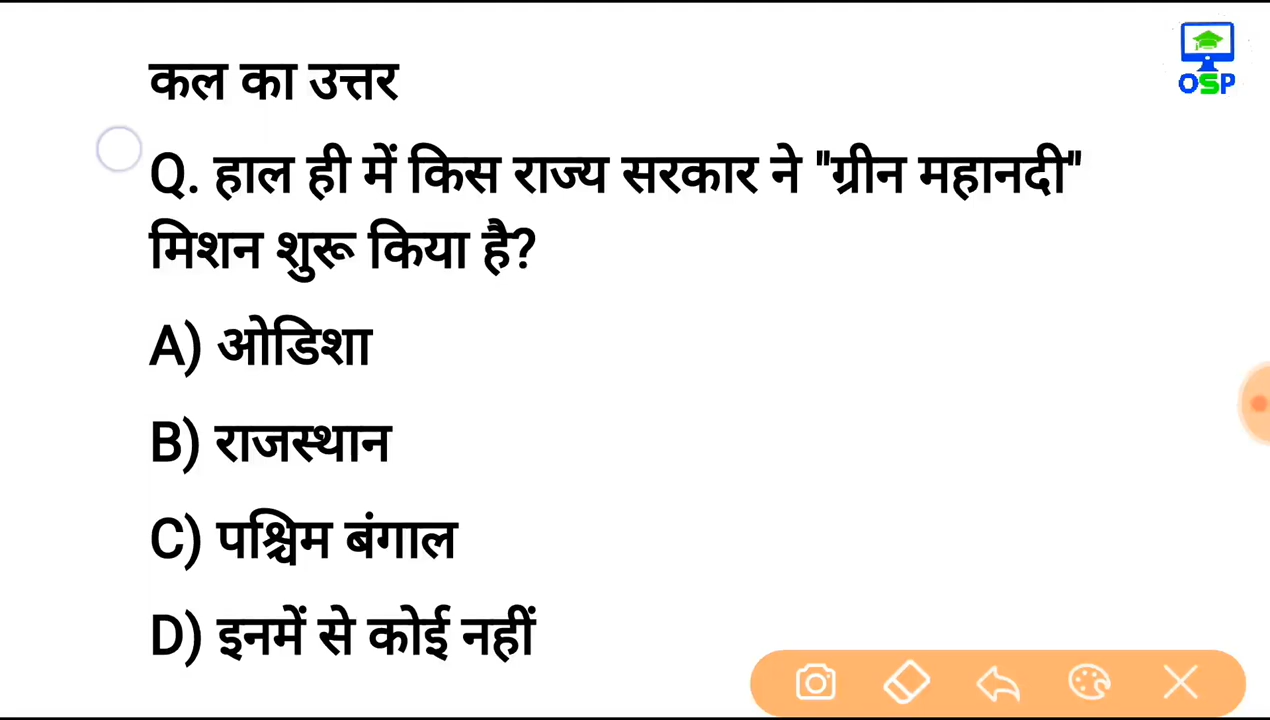 OSP
कल का उत्तर
Q. हाल ही में किस राज्य सरकार ने "ग्रीन महानदी"
मिशन शुरू किया है?
A) ओडिशा
B) राजस्थान
C) पश्चिम बंगाल
D) इनमें से कोई नहीं